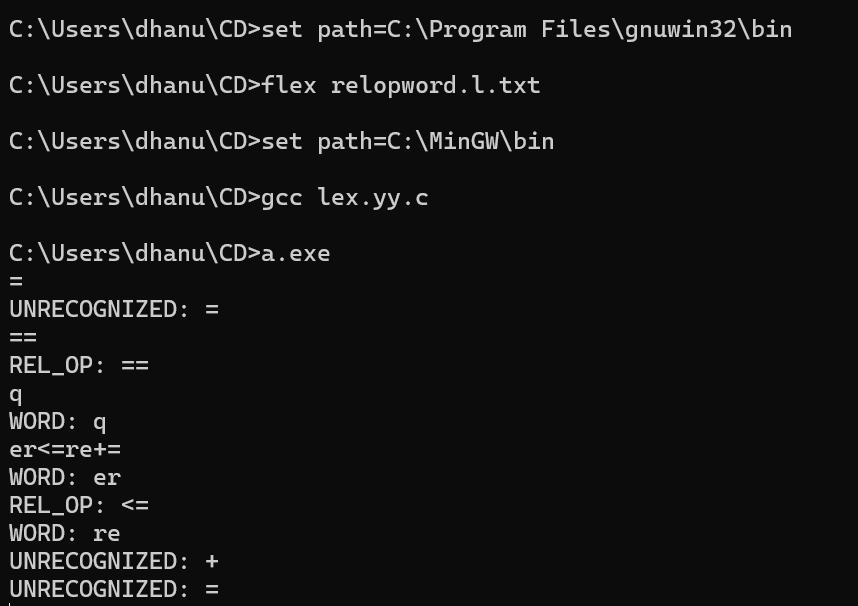 C:\Users\dhanu\CD>set path=C:\Program Files\gnuwin32\bin
C:\Users\dhanu\CD>flex relopword.l.txt
C:\Users\dhanu\CD>set path=C:\MinGW\bin
C:\Users\dhanu\CD>gcc lex.yy.c
C:\Users\dhanu\CD>a.exe
=
UNRECOGNIZED: =
==
REL_OP: ==
q
WORD: q
er<=re+=
WORD: er
REL_OP: <=
WORD: re
UNRECOGNIZED: +
UNRECOGNIZED: =